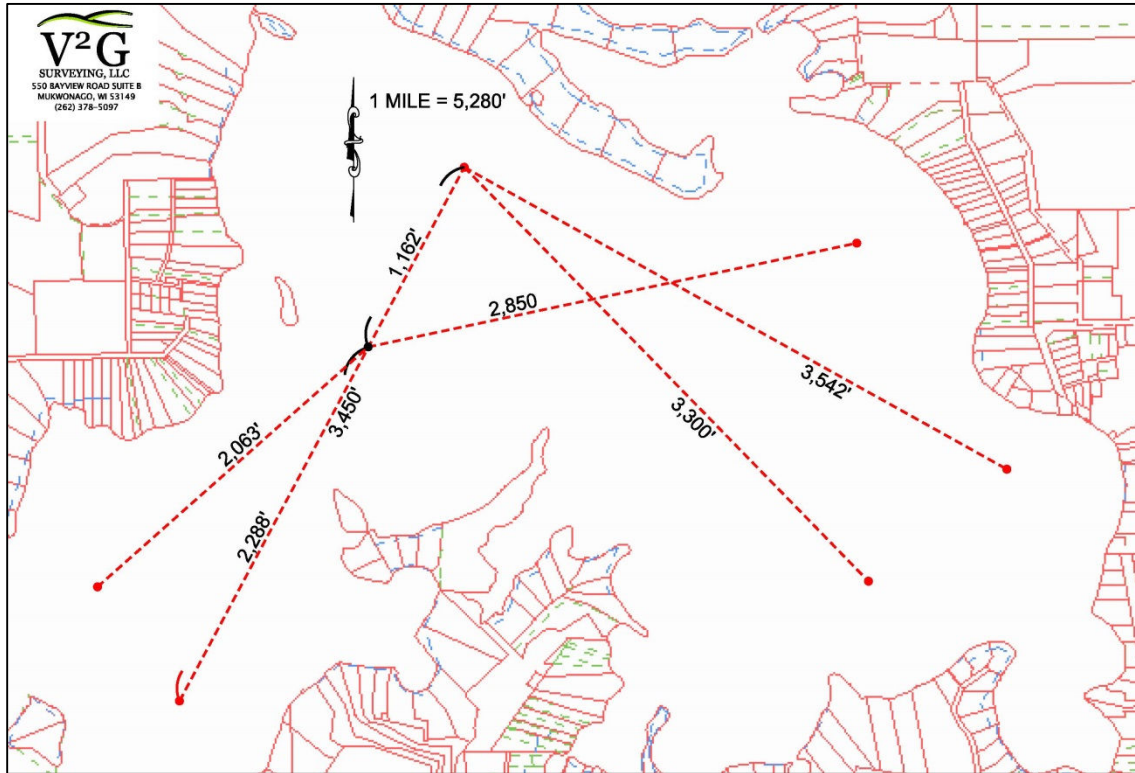 V²G
SURVEYING, LLC
550 BAYVIEW ROAD SUITE B
MUKWONAGO, WI 53149
(262) 378-5097
1 MILE = 5,280'
1,162'
2,850
3,542'
3,300'
3,450'
2,063'
2,288'